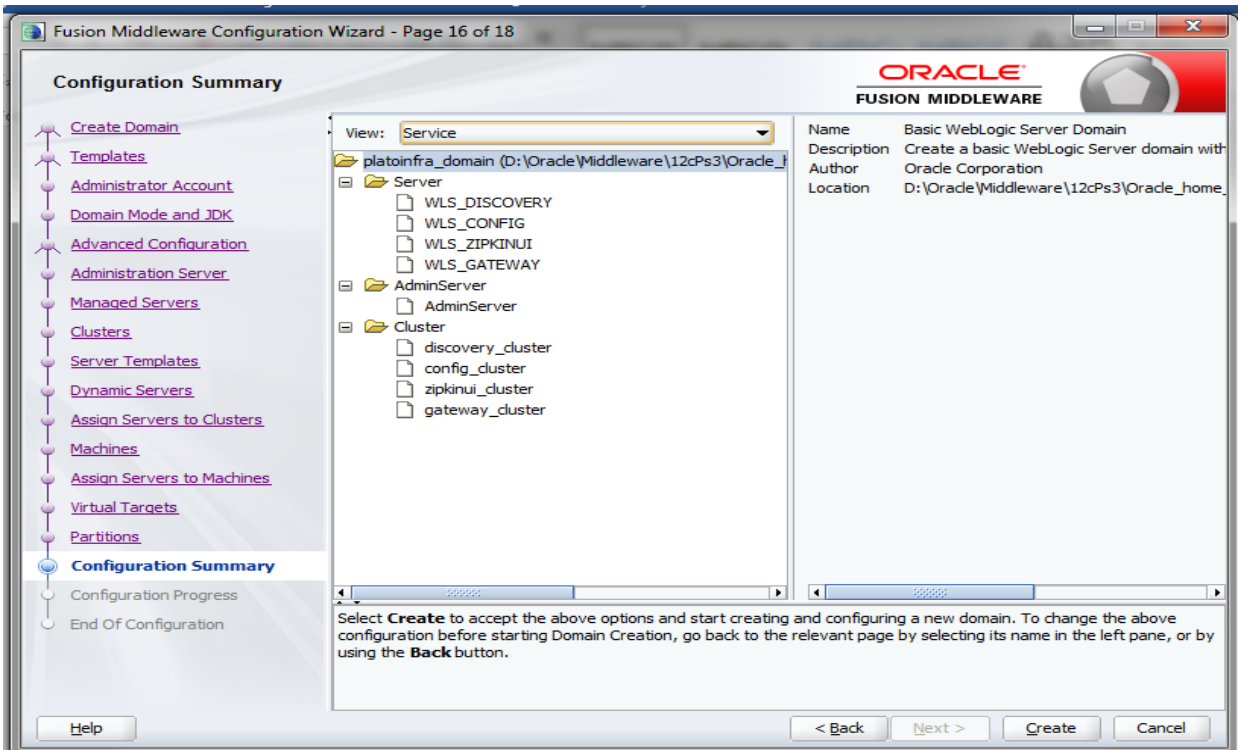 Fusion Middleware Configuration Wizard - Page 16 of 18
Configuration Summary
ORACLE
FUSION MIDDLEWARE
Create Domain
Templates
Administrator Account
Domain Mode and JDK
Advanced Configuration
Administration Server
Managed Servers
Clusters
Server Templates
Dynamic Servers
Assign Servers to Clusters
Machines
Assign Servers to Machines
Virtual Targets
Partitions
Configuration Summary
Configuration Progress
End Of Configuration
View: Service
platoinfra_domain (D:\Oracle\Middleware\12cPs3\Oracle_
Server
WLS_DISCOVERY
WLS_CONFIG
WLS_ZIPKINUI
WLS_GATEWAY
AdminServer
AdminServer
Cluster
discovery_cluster
config_cluster
zipkinui_cluster
gateway_cluster
Name Basic WebLogic Server Domain
Description Create a basic WebLogic Server domain with
Author Oracle Corporation
Location D:\Oracle\Middleware\12cPs3\Oracle_home_
Select Create to accept the above options and start creating and configuring a new domain. To change the above
configuration before starting Domain Creation, go back to the relevant page by selecting its name in the left pane, or by
using the Back button.
Help
< Back
Next >
Create
Cancel